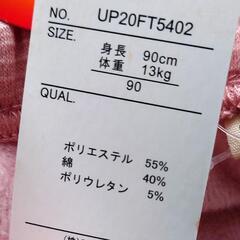 NO. UP20FT5402
SIZE.
身長 90cm
体重 13kg
90
QUAL.
ポリエステル 55%
綿 40%
ポリウレタン 5%